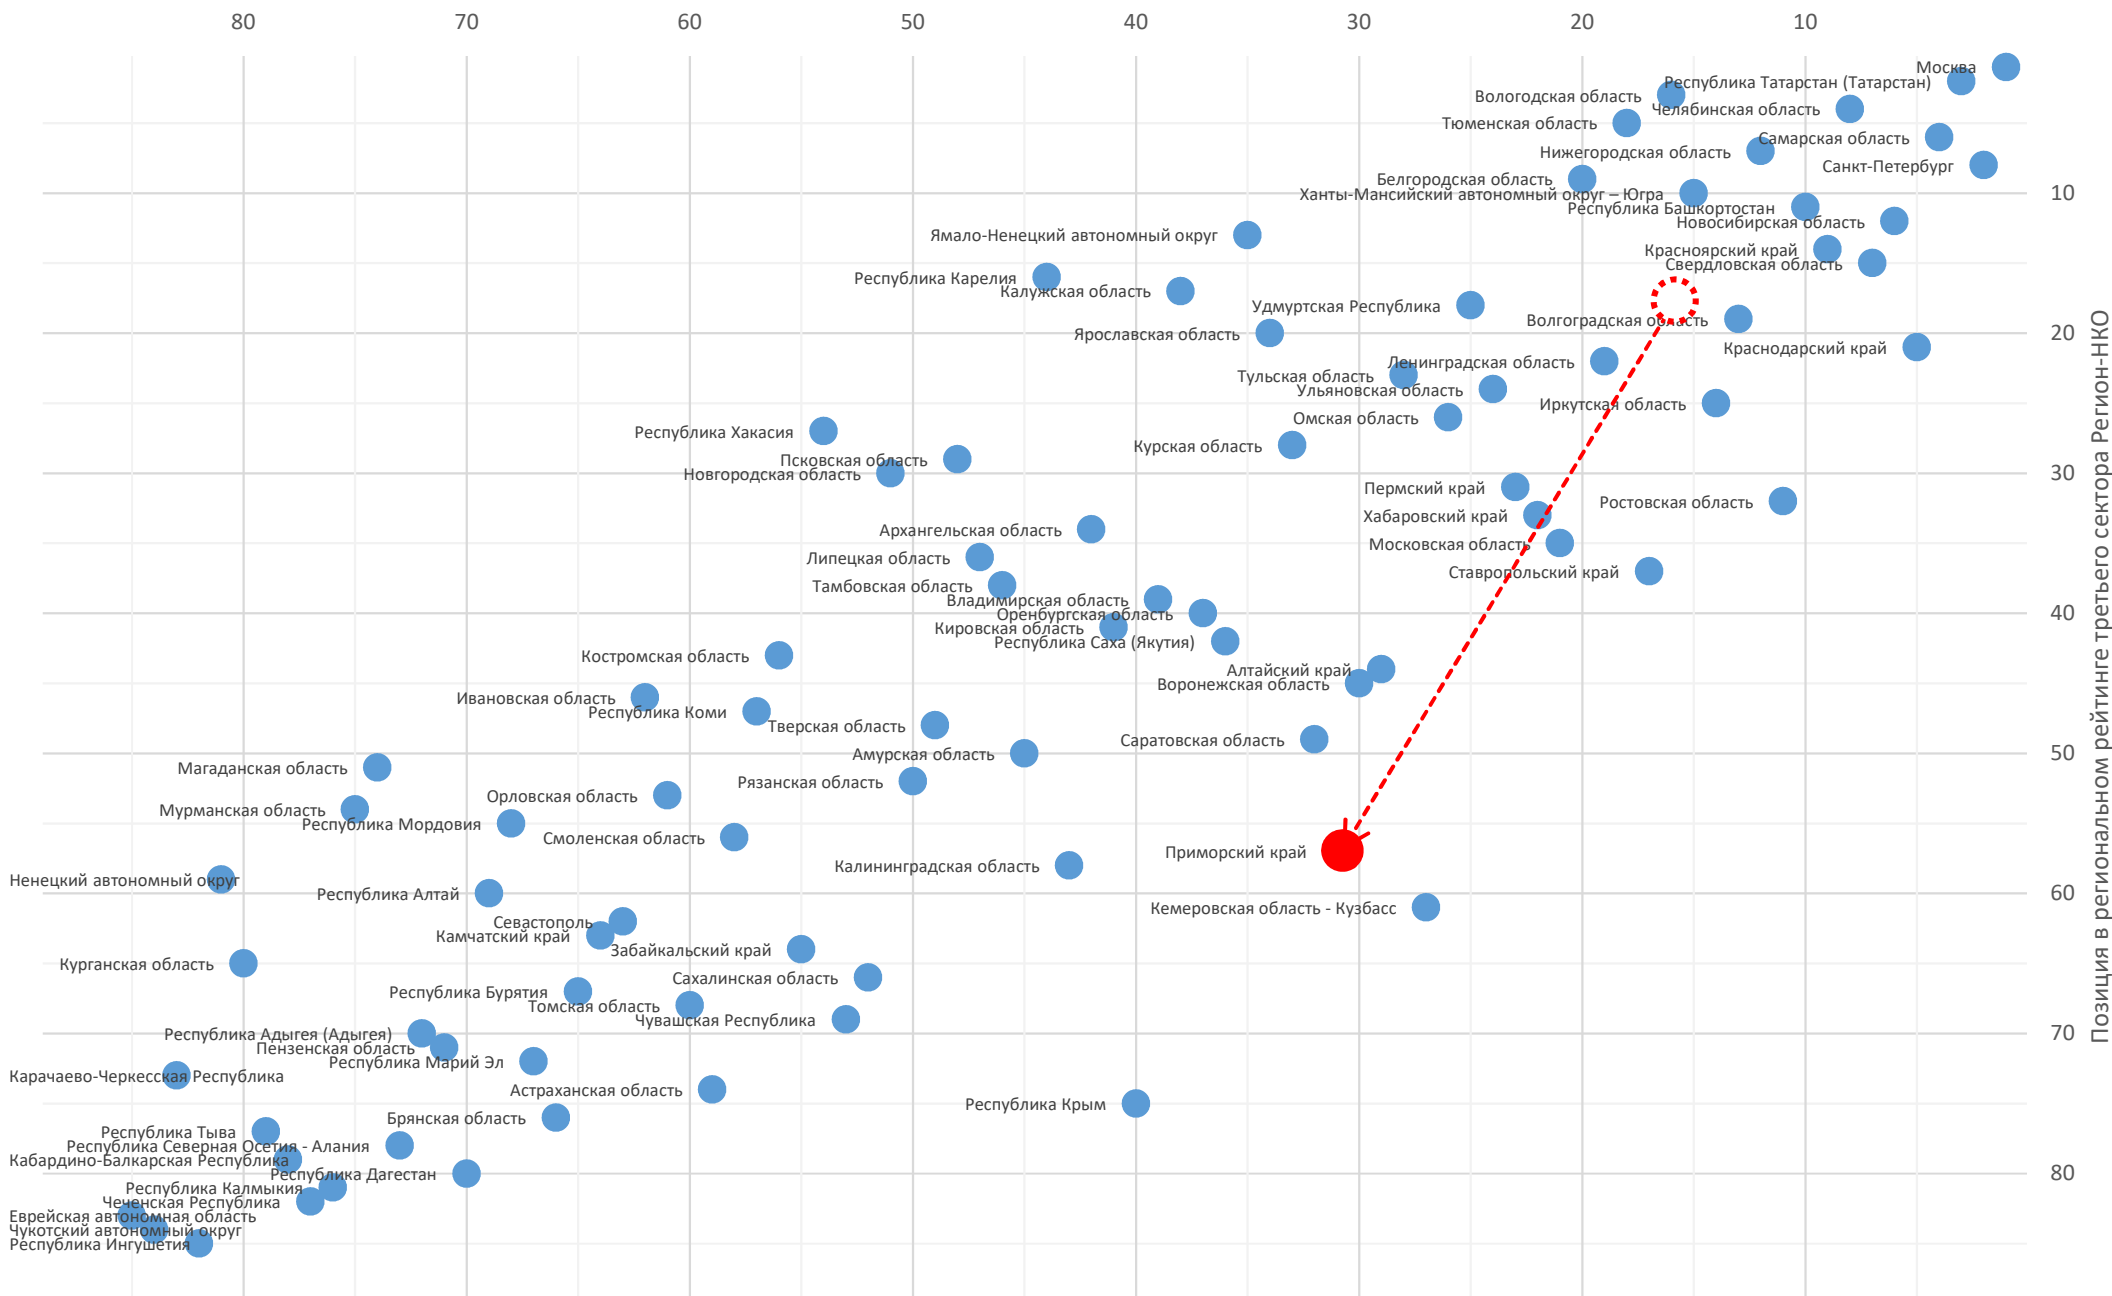 80 70 60 50 40 30 20 10
Москва
Республика Татарстан (Татарстан)
Вологодская область
Челябинская область
Тюменская область
Самарская область
Нижегородская область
Санкт-Петербург
Белгородская область
10
Ханты-Мансийский автономный округ – Югра
Республика Башкортостан
Новосибирская область
Ямало-Ненецкий автономный округ
Красноярский край
Свердловская область
Республика Карелия
Калужская область
Удмуртская Республика
Волгоградская область
Ярославская область
20
Краснодарский край
Ленинградская область
Тульская область
Ульяновская область
Иркутская область
Омская область
Республика Хакасия
Курская область
Псковская область
Новгородская область
30
Пермский край
Ростовская область
Хабаровский край
Архангельская область
Московская область
Липецкая область
Ставропольский край
Тамбовская область
Владимирская область
Оренбургская область
40
Кировская область
Республика Саха (Якутия)
Костромская область
Алтайский край
Воронежская область
Ивановская область
Республика Коми
Тверская область
Саратовская область
Амурская область
50
Магаданская область
Рязанская область
Орловская область
Мурманская область
Республика Мордовия
Смоленская область
Приморский край
Калининградская область
Ненецкий автономный округ
Республика Алтай
60
Кемеровская область - Кузбасс
Севастополь
Камчатский край
Забайкальский край
Курганская область
Сахалинская область
Республика Бурятия
Томская область
Чувашская Республика
Республика Адыгея (Адыгея)
70
Пензенская область
Республика Марий Эл
Карачаево-Черкесская Республика
Астраханская область
Республика Крым
Брянская область
Республика Тыва
Республика Северная Осетия - Алания
Кабардино-Балкарская Республика
Республика Дагестан
80
Республика Калмыкия
Чеченская Республика
Еврейская автономная область
Чукотский автономный округ
Республика Ингушетия
Позиция в региональном рейтинге третьего сектора Регион-НКО